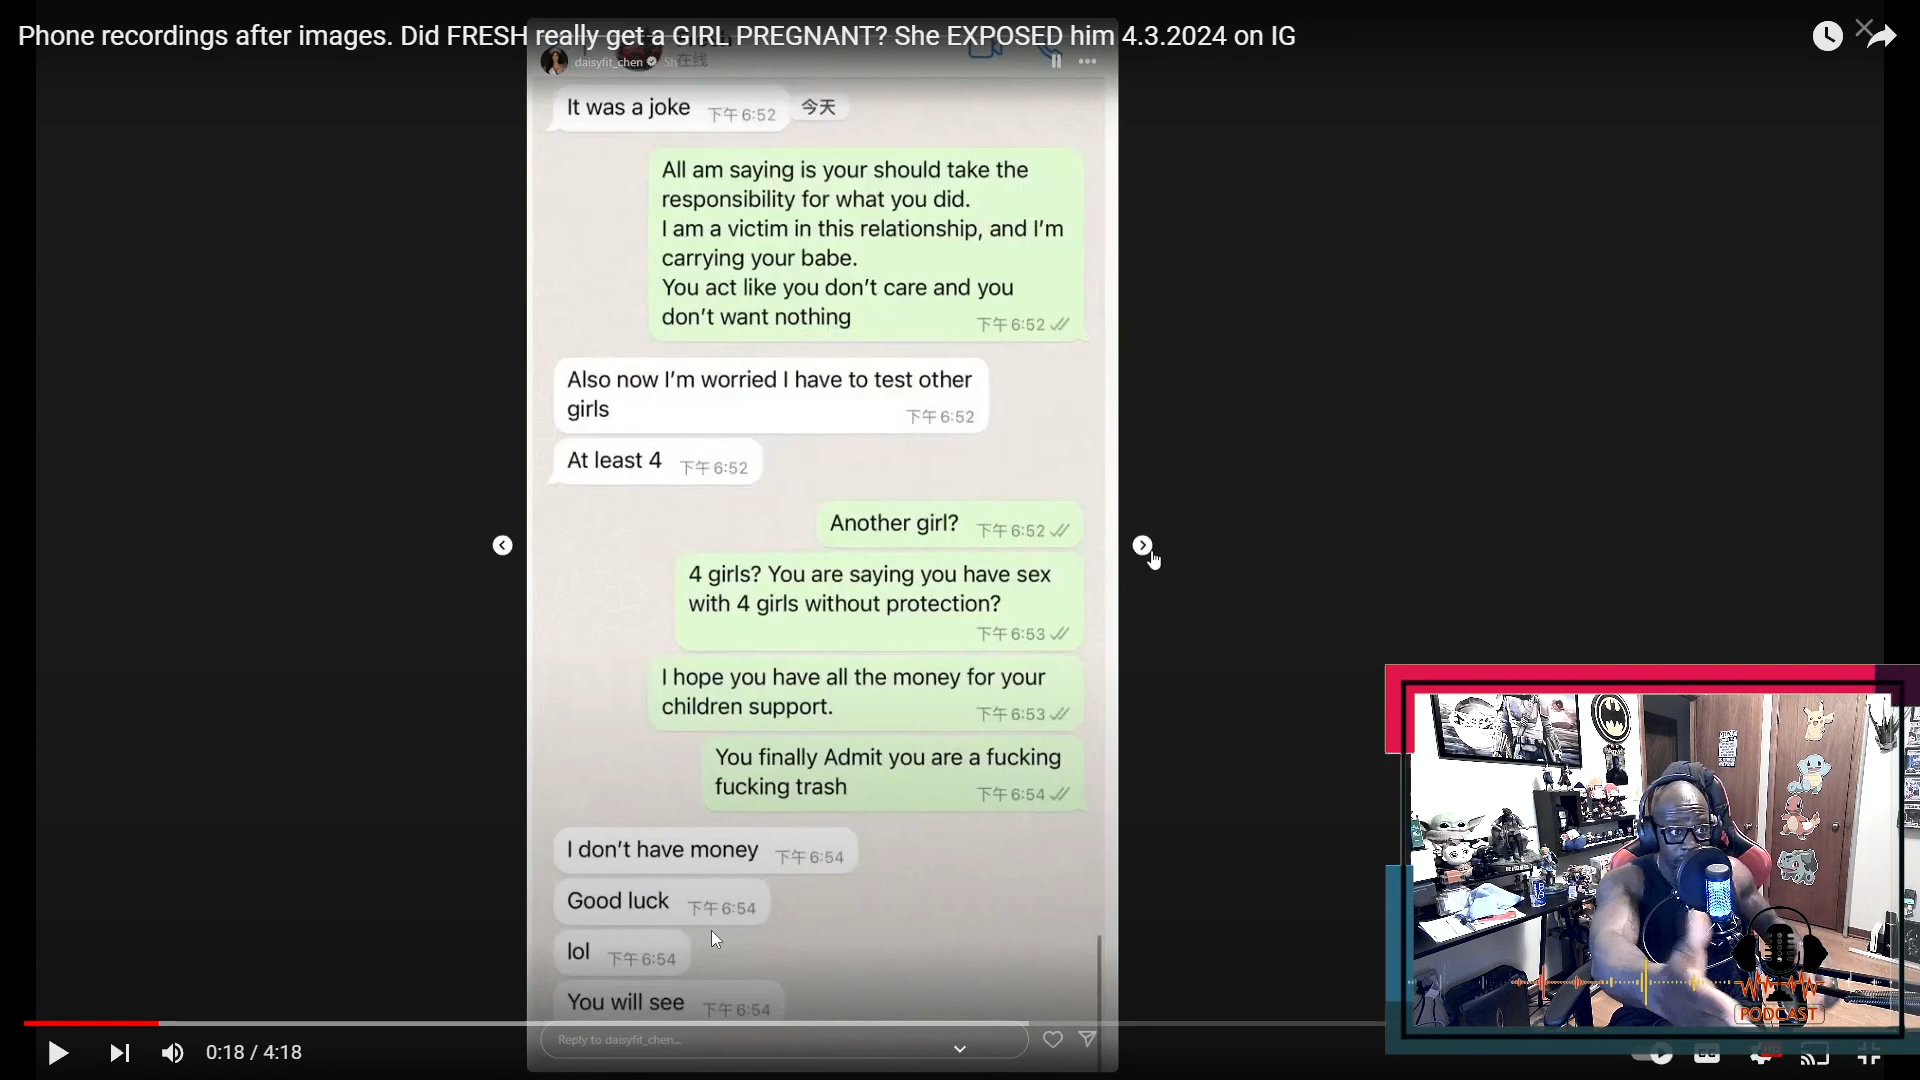 Phone recordings after images. Did FRESH really get a GIRL PREGNANT? She EXPOSED him 4.3.2024 on IG
daisyfit_chen 5h 在线
It was a joke 下午 6:52 今天
All am saying is your should take the
responsibility for what you did.
I am a victim in this relationship, and I'm
carrying your babe.
You act like you don't care and you
don't want nothing 下午 6:52
Also now I'm worried I have to test other
girls 下午 6:52
At least 4 下午 6:52
Another girl? 下午 6:52
4 girls? You are saying you have sex
with 4 girls without protection?
下午 6:53
I hope you have all the money for your
children support. 下午 6:53
You finally Admit you are a fucking
fucking trash 下午 6:54
I don't have money 下午 6:54
Good luck 下午 6:54
lol 下午 6:54
You will see 下午 6:54
Reply to daisyfit_chen...
PODCAST
0:18 / 4:18
CC
HD